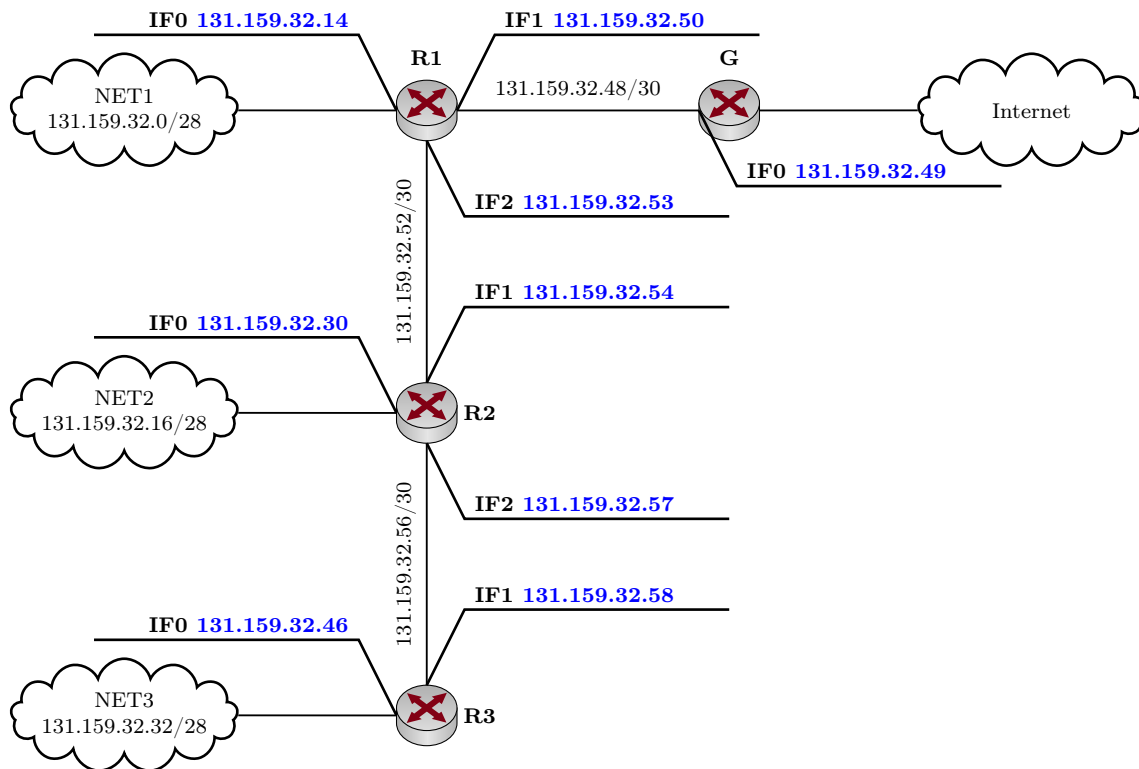 IF0 131.159.32.14
IF1 131.159.32.50
R1
G
NET1
131.159.32.0/28
131.159.32.48/30
Internet
IF0 131.159.32.49
IF2 131.159.32.53
131.159.32.52/30
IF1 131.159.32.54
IF0 131.159.32.30
NET2
131.159.32.16/28
R2
IF2 131.159.32.57
131.159.32.56/30
IF1 131.159.32.58
IF0 131.159.32.46
NET3
131.159.32.32/28
R3